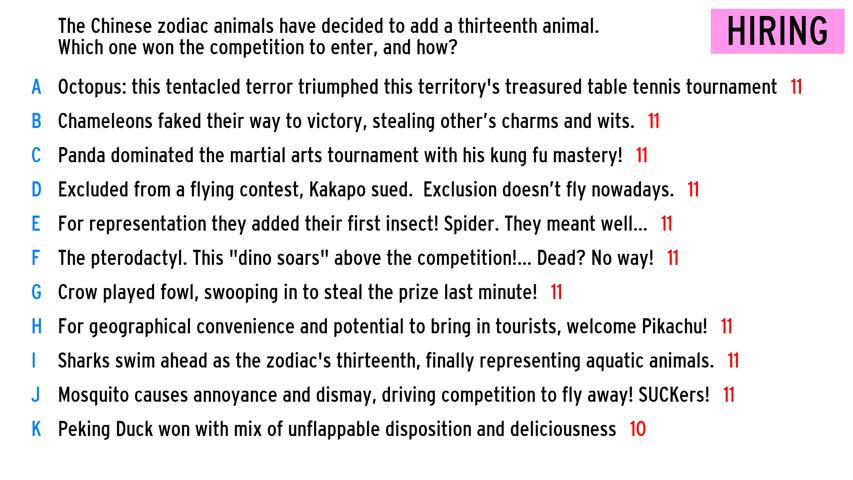 The Chinese zodiac animals have decided to add a thirteenth animal.
Which one won the competition to enter, and how?
HIRING
A Octopus: this tentacled terror triumphed this territory's treasured table tennis tournament 11
B Chameleons faked their way to victory, stealing other's charms and wits. 11
C Panda dominated the martial arts tournament with his kung fu mastery! 11
D Excluded from a flying contest, Kakapo sued. Exclusion doesn't fly nowadays. 11
E For representation they added their first insect! Spider. They meant well... 11
F The pterodactyl. This "dino soars" above the competition!... Dead? No way! 11
G Crow played fowl, swooping in to steal the prize last minute! 11
H For geographical convenience and potential to bring in tourists, welcome Pikachu! 11
I Sharks swim ahead as the zodiac's thirteenth, finally representing aquatic animals. 11
J Mosquito causes annoyance and dismay, driving competition to fly away! SUCKers! 11
K Peking Duck won with mix of unflappable disposition and deliciousness 10